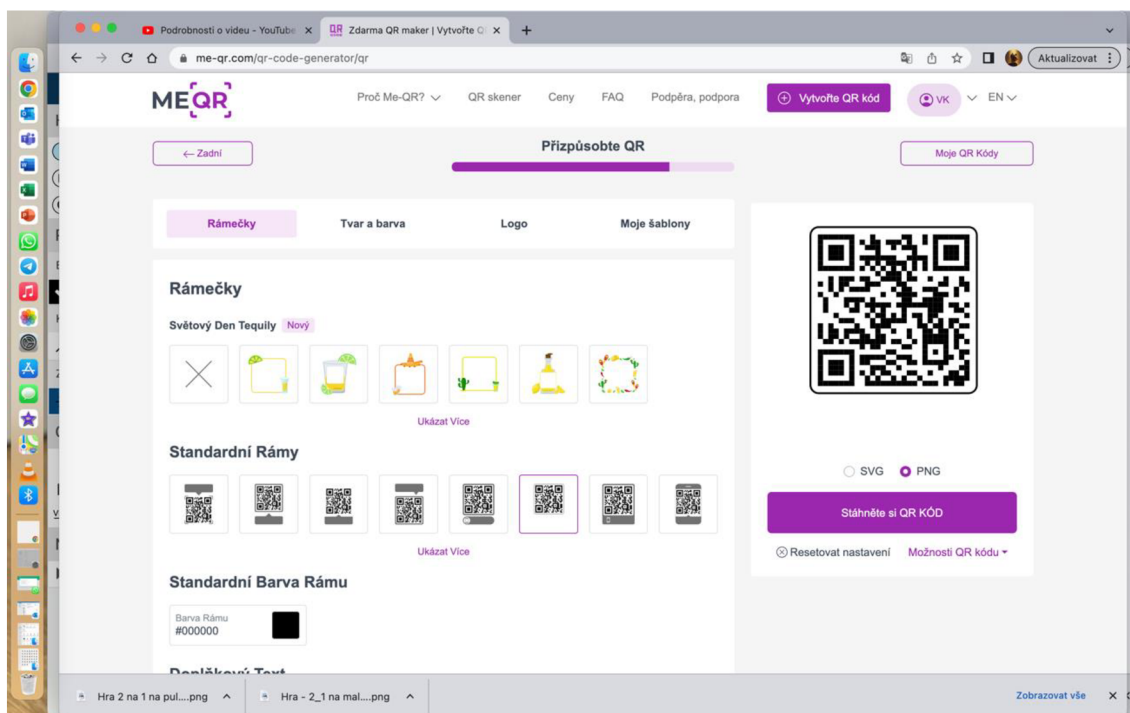 Podrobnosti o videu - YouTube
Zdarma QR maker | Vytvořte Q
me-qr.com/qr-code-generator/qr
Aktualizovat
MEQR
Proč Me-QR?
QR skener
Ceny
FAQ
Podpěra, podpora
Vytvořte QR kód
VK
EN
← Zadní
Přizpůsobte QR
Moje QR Kódy
Rámečky
Tvar a barva
Logo
Moje šablony
Rámečky
Světový Den Tequily Nový
Ukázat Více
Standardní Rámy
SVG
PNG
Stáhněte si QR KÓD
Ukázat Více
Resetovat nastavení
Možnosti QR kódu
Standardní Barva Rámu
Barva Rámu
#000000
Doplňkový Text
Hra 2 na 1 na pul....png
Hra - 2_1 na mal....png
Zobrazovat vše